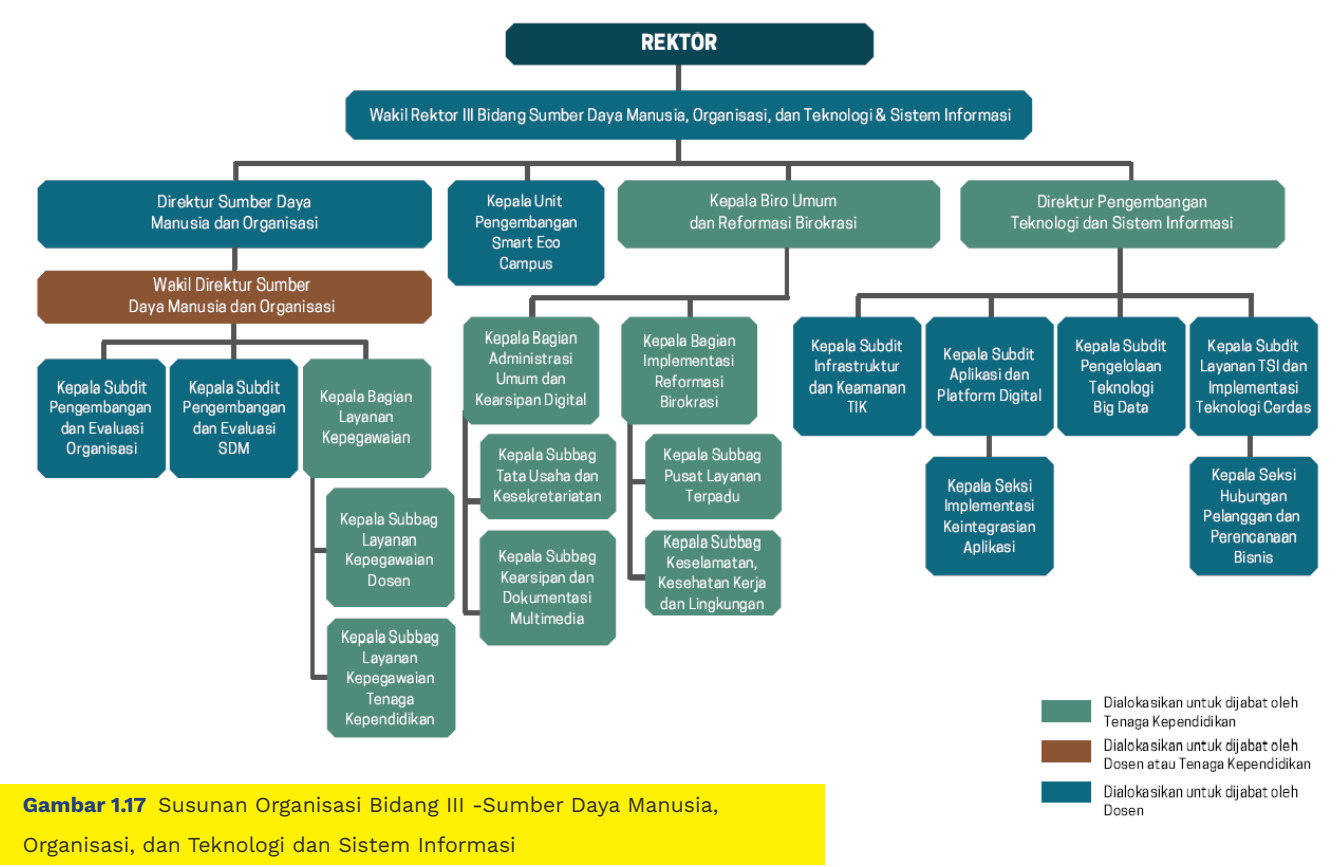 REKTOR
Wakil Rektor III Bidang Sumber Daya Manusia, Organisasi, dan Teknologi & Sistem Informasi
Direktur Sumber Daya
Manusia dan Organisasi
Kepala Unit
Pengembangan
Smart Eco
Campus
Kepala Biro Umum
dan Reformasi Birokrasi
Direktur Pengembangan
Teknologi dan Sistem Informasi
Wakil Direktur Sumber
Daya Manusia dan Organisasi
Kepala Subdit
Pengembangan
dan Evaluasi
Organisasi
Kepala Subdit
Pengembangan
dan Evaluasi
SDM
Kepala Bagian
Layanan
Kepegawaian
Kepala Subbag
Layanan
Kepegawaian
Dosen
Kepala Subbag
Layanan
Kepegawaian
Tenaga
Kependidikan
Kepala Bagian
Administrasi
Umum dan
Kearsipan Digital
Kepala Subbag
Tata Usaha dan
Kesekretariatan
Kepala Subbag
Kearsipan dan
Dokumentasi
Multimedia
Kepala Bagian
Implementasi
Reformasi
Birokrasi
Kepala Subbag
Pusat Layanan
Terpadu
Kepala Subbag
Keselamatan,
Kesehatan Kerja
dan Lingkungan
Kepala Subdit
Infrastruktur
dan Keamanan
TIK
Kepala Subdit
Aplikasi dan
Platform Digital
Kepala Subdit
Pengelolaan
Teknologi
Big Data
Kepala Subdit
Layanan TSI dan
Implementasi
Teknologi Cerdas
Kepala Seksi
Implementasi
Keintegrasian
Aplikasi
Kepala Seksi
Hubungan
Pelanggan dan
Perencanaan
Bisnis
Dialokasikan untuk dijabat oleh
Tenaga Kependidikan
Dialokasikan untuk dijabat oleh
Dosen atau Tenaga Kependidikan
Dialokasikan untuk dijabat oleh
Dosen
Gambar 1.17 Susunan Organisasi Bidang III -Sumber Daya Manusia,
Organisasi, dan Teknologi dan Sistem Informasi